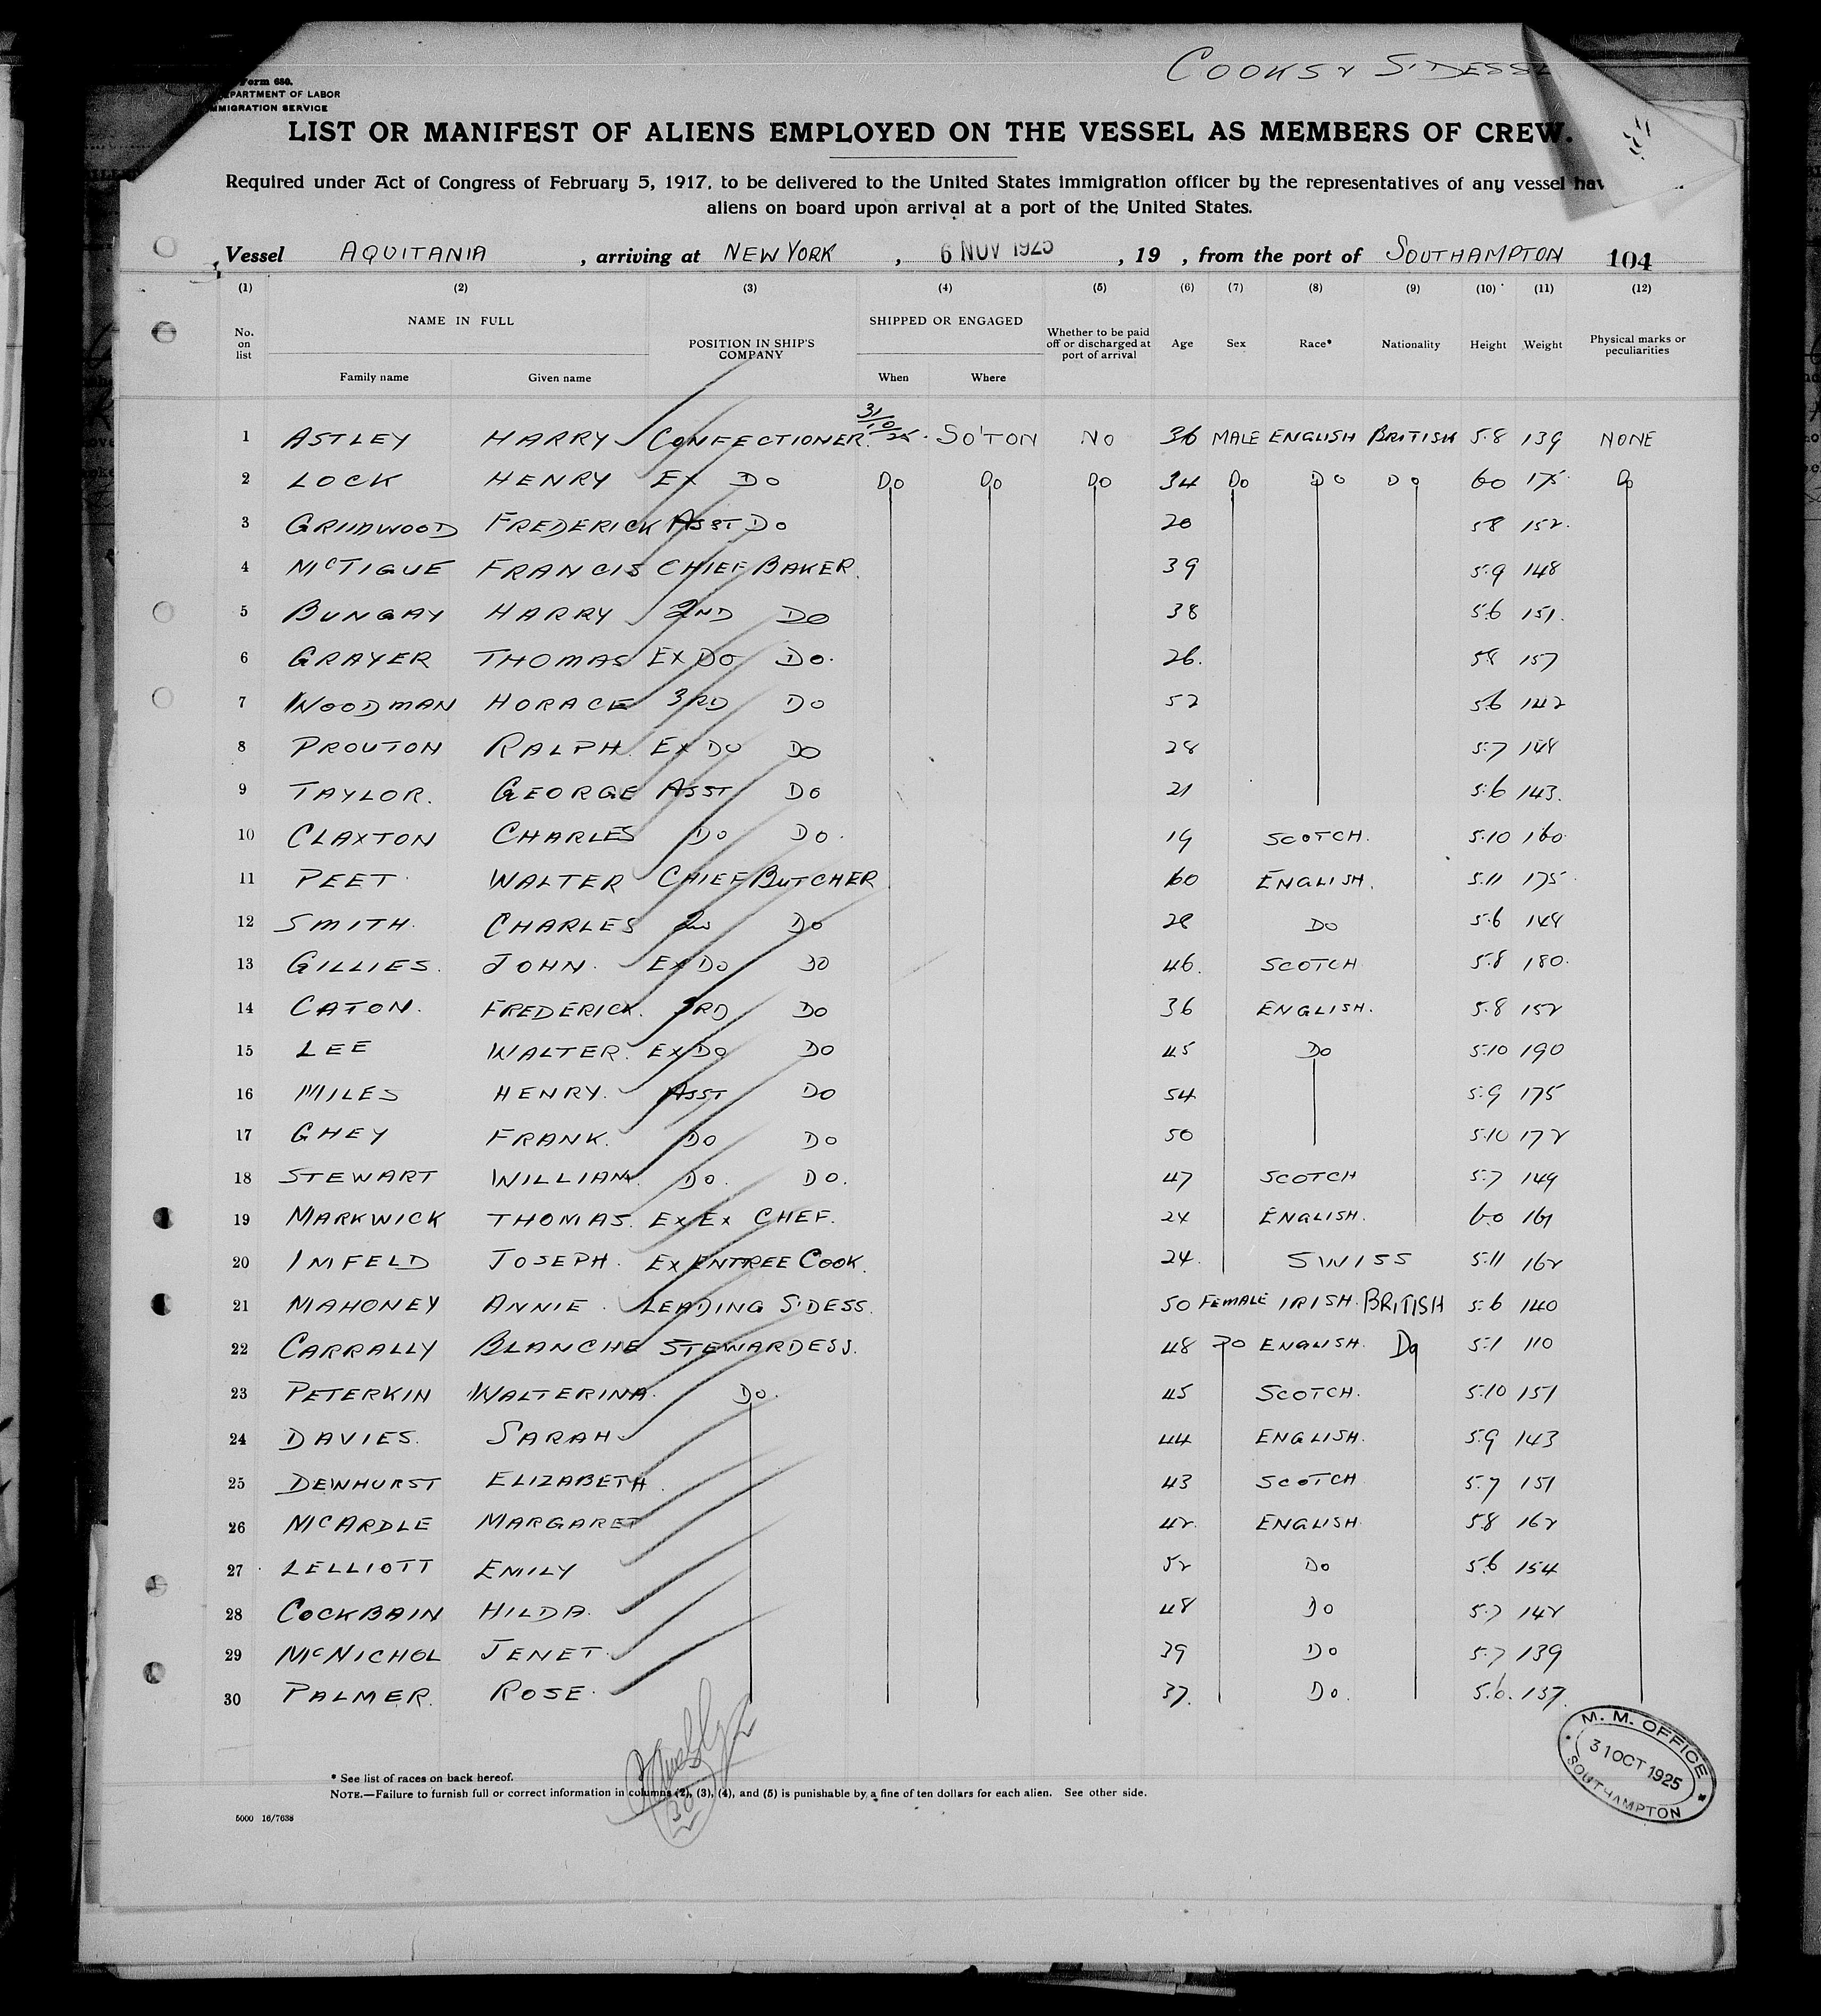 COOKS & S'DESSE
Form 680.
DEPARTMENT OF LABOR
IMMIGRATION SERVICE
LIST OR MANIFEST OF ALIENS EMPLOYED ON THE VESSEL AS MEMBERS OF CREW.
Required under Act of Congress of February 5, 1917, to be delivered to the United States immigration officer by the representatives of any vessel hav
aliens on board upon arrival at a port of the United States.
Vessel AQUITANIA , arriving at NEW YORK , 6 NOV 1925 , 19 , from the port of SOUTHAMPTON 104
(1) (2) (3) (4) (5) (6) (7) (8) (9) (10) (11) (12)
No. on list NAME IN FULL Family name Given name POSITION IN SHIP'S COMPANY SHIPPED OR ENGAGED When Where Whether to be paid off or discharged at port of arrival Age Sex Race* Nationality Height Weight Physical marks or peculiarities
1 ASTLEY HARRY CONFECTIONER 31/10/25 SO'TON NO 36 MALE ENGLISH BRITISH 5.8 139 NONE
2 LOCK HENRY EX DO DO DO DO 34 DO DO DO 6.0 175 DO
3 GRUNWOOD FREDERICK ASST DO 20 5.8 152
4 McTIGUE FRANCIS CHIEF BAKER 39 5.9 148
5 BUNGAY HARRY 2ND DO 38 5.6 151
6 GRAYER THOMAS EX DO DO 26 5.8 157
7 WOODMAN HORACE 3RD DO 52 5.6 142
8 PROUTON RALPH EX DO DO 28 5.7 148
9 TAYLOR GEORGE ASST DO 21 5.6 143
10 CLAXTON CHARLES DO DO 19 SCOTCH 5.10 160
11 PEET WALTER CHIEF BUTCHER 60 ENGLISH 5.11 175
12 SMITH CHARLES DO 28 DO 5.6 148
13 GILLIES JOHN EX DO DO 46 SCOTCH 5.8 180
14 CATON FREDERICK 3RD DO 36 ENGLISH 5.8 152
15 LEE WALTER EX DO DO 45 DO 5.10 190
16 MILES HENRY ASST DO 54 5.9 175
17 GHEY FRANK DO DO 50 5.10 172
18 STEWART WILLIAM DO DO 47 SCOTCH 5.7 149
19 MARKWICK THOMAS EX EX CHEF 24 ENGLISH 6.0 161
20 IMFELD JOSEPH EX ENTREE COOK 24 SWISS 5.11 162
21 MAHONEY ANNIE LEADING S'DESS 50 FEMALE IRISH BRITISH 5.6 140
22 CARRALLY BLANCHE STEWARDESS 48 DO ENGLISH DO 5.1 110
23 PETERKIN WALTERINA DO 45 SCOTCH 5.10 151
24 DAVIES SARAH 44 ENGLISH 5.9 143
25 DEWHURST ELIZABETH 43 SCOTCH 5.7 151
26 McARDLE MARGARET 42 ENGLISH 5.8 162
27 LELLIOTT EMILY 52 DO 5.6 154
28 COCKBAIN HILDA 48 DO 5.7 142
29 McNICHOL JENET 39 DO 5.7 139
30 PALMER ROSE 37 DO 5.6 137
* See list of races on back hereof.
NOTE.—Failure to furnish full or correct information in columns (2), (3), (4), and (5) is punishable by a fine of ten dollars for each alien. See other side.
5000 16/7638
M. M. OFFICE
31 OCT 1925
SOUTHAMPTON